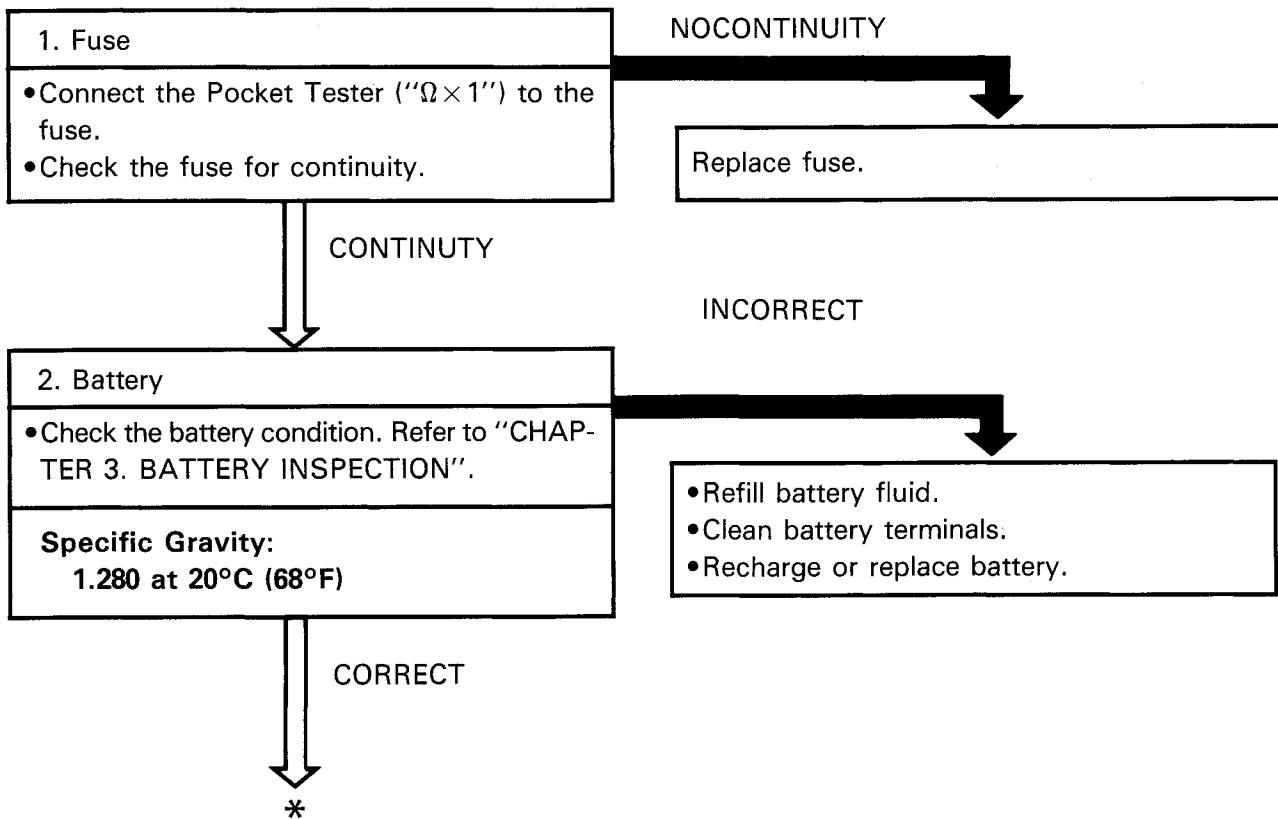 1. Fuse
•Connect the Pocket Tester (“Ω×1”) to the
fuse.
•Check the fuse for continuity.
NOCONTINUITY
Replace fuse.
CONTINUTY
2. Battery
•Check the battery condition. Refer to “CHAP-
TER 3. BATTERY INSPECTION”.
Specific Gravity:
1.280 at 20°C (68°F)
INCORRECT
•Refill battery fluid.
•Clean battery terminals.
•Recharge or replace battery.
CORRECT
*